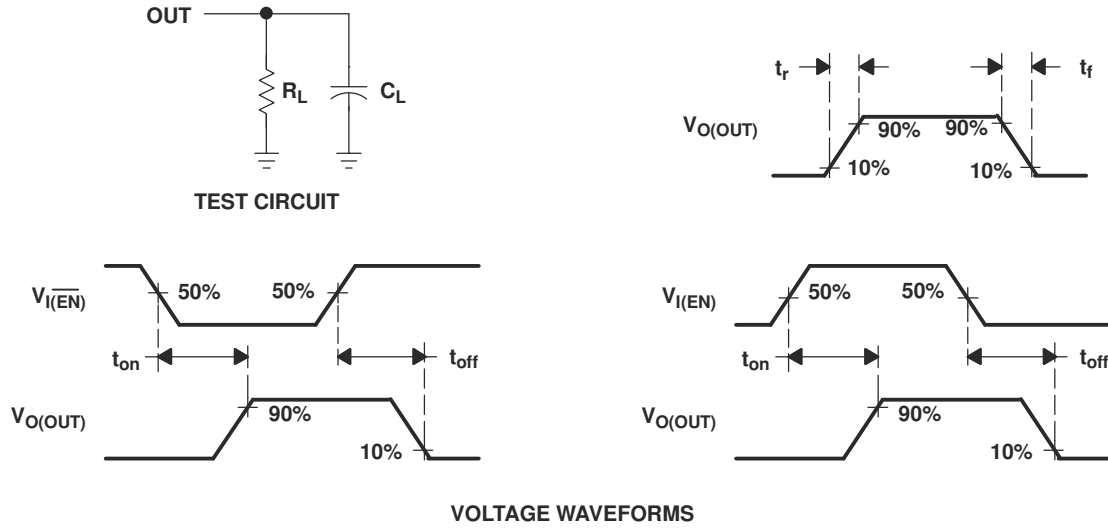 OUT
R_L
C_L
TEST CIRCUIT
t_r
t_f
V_O(OUT)
90%
90%
10%
10%
V_I(E̅N̅)
50%
50%
t_on
t_off
V_O(OUT)
90%
10%
V_I(EN)
50%
50%
t_on
t_off
V_O(OUT)
90%
10%
VOLTAGE WAVEFORMS